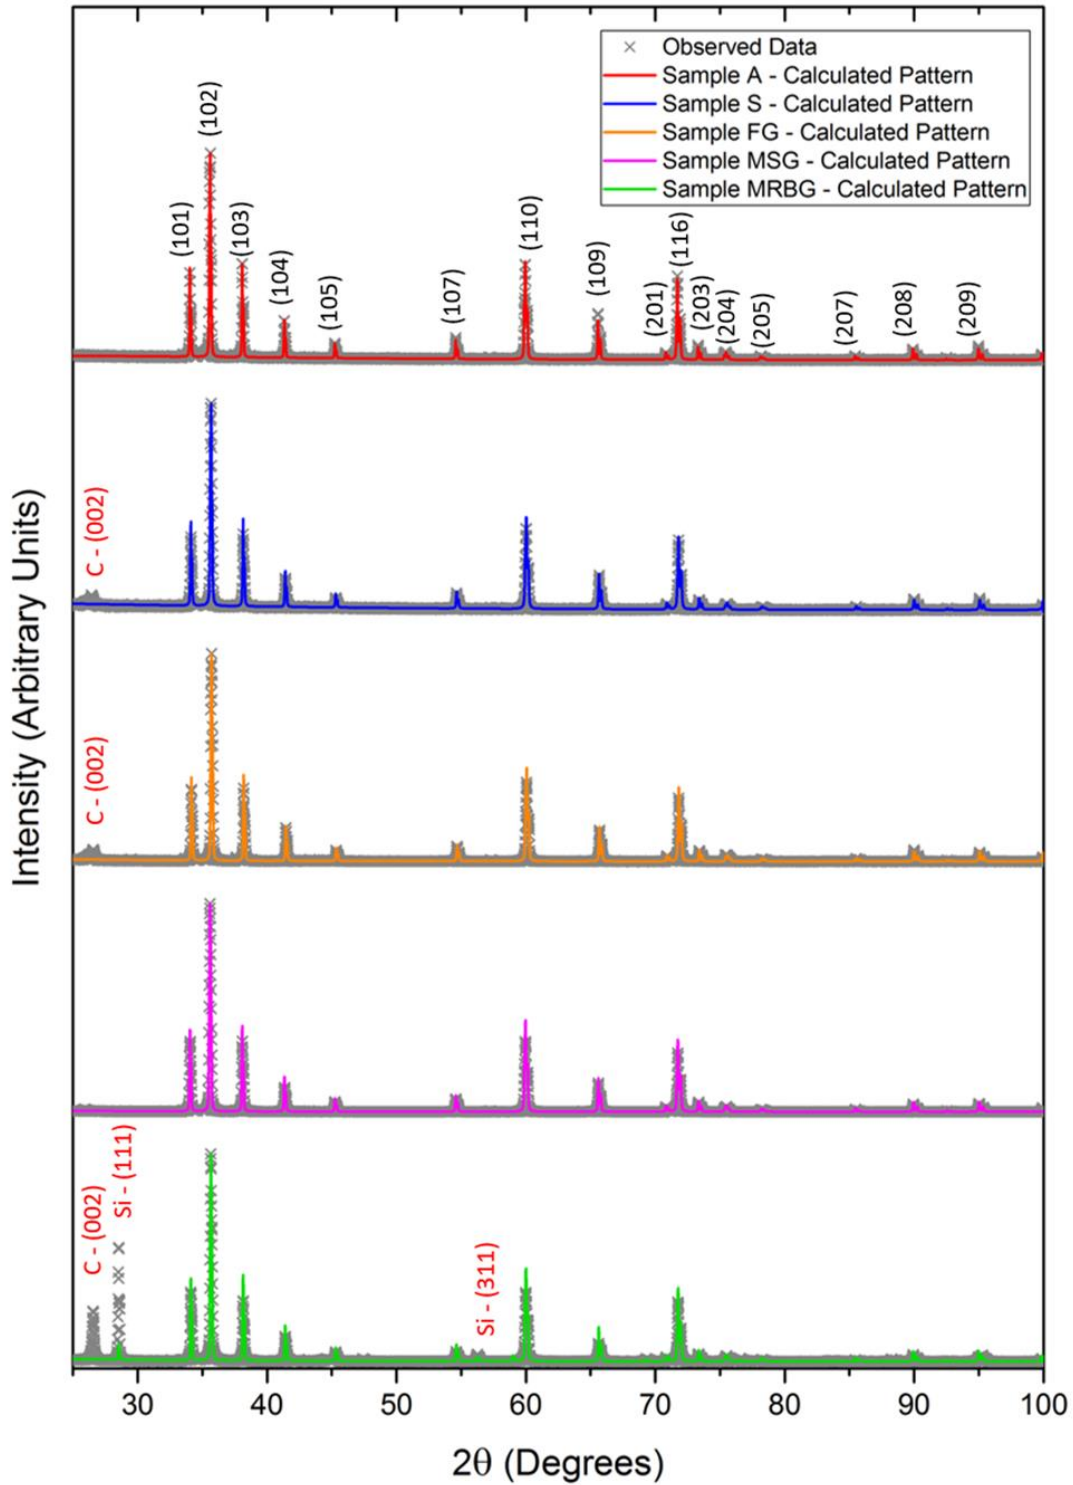 Observed Data
Sample A - Calculated Pattern
Sample S - Calculated Pattern
Sample FG - Calculated Pattern
Sample MSG - Calculated Pattern
Sample MRBG - Calculated Pattern
(101)
(102)
(103)
(104)
(105)
(107)
(110)
(109)
(201)
(116)
(203)
(204)
(205)
(207)
(208)
(209)
C - (002)
C - (002)
C - (002)
Si - (111)
Si - (311)
Intensity (Arbitrary Units)
30 40 50 60 70 80 90 100
2θ (Degrees)